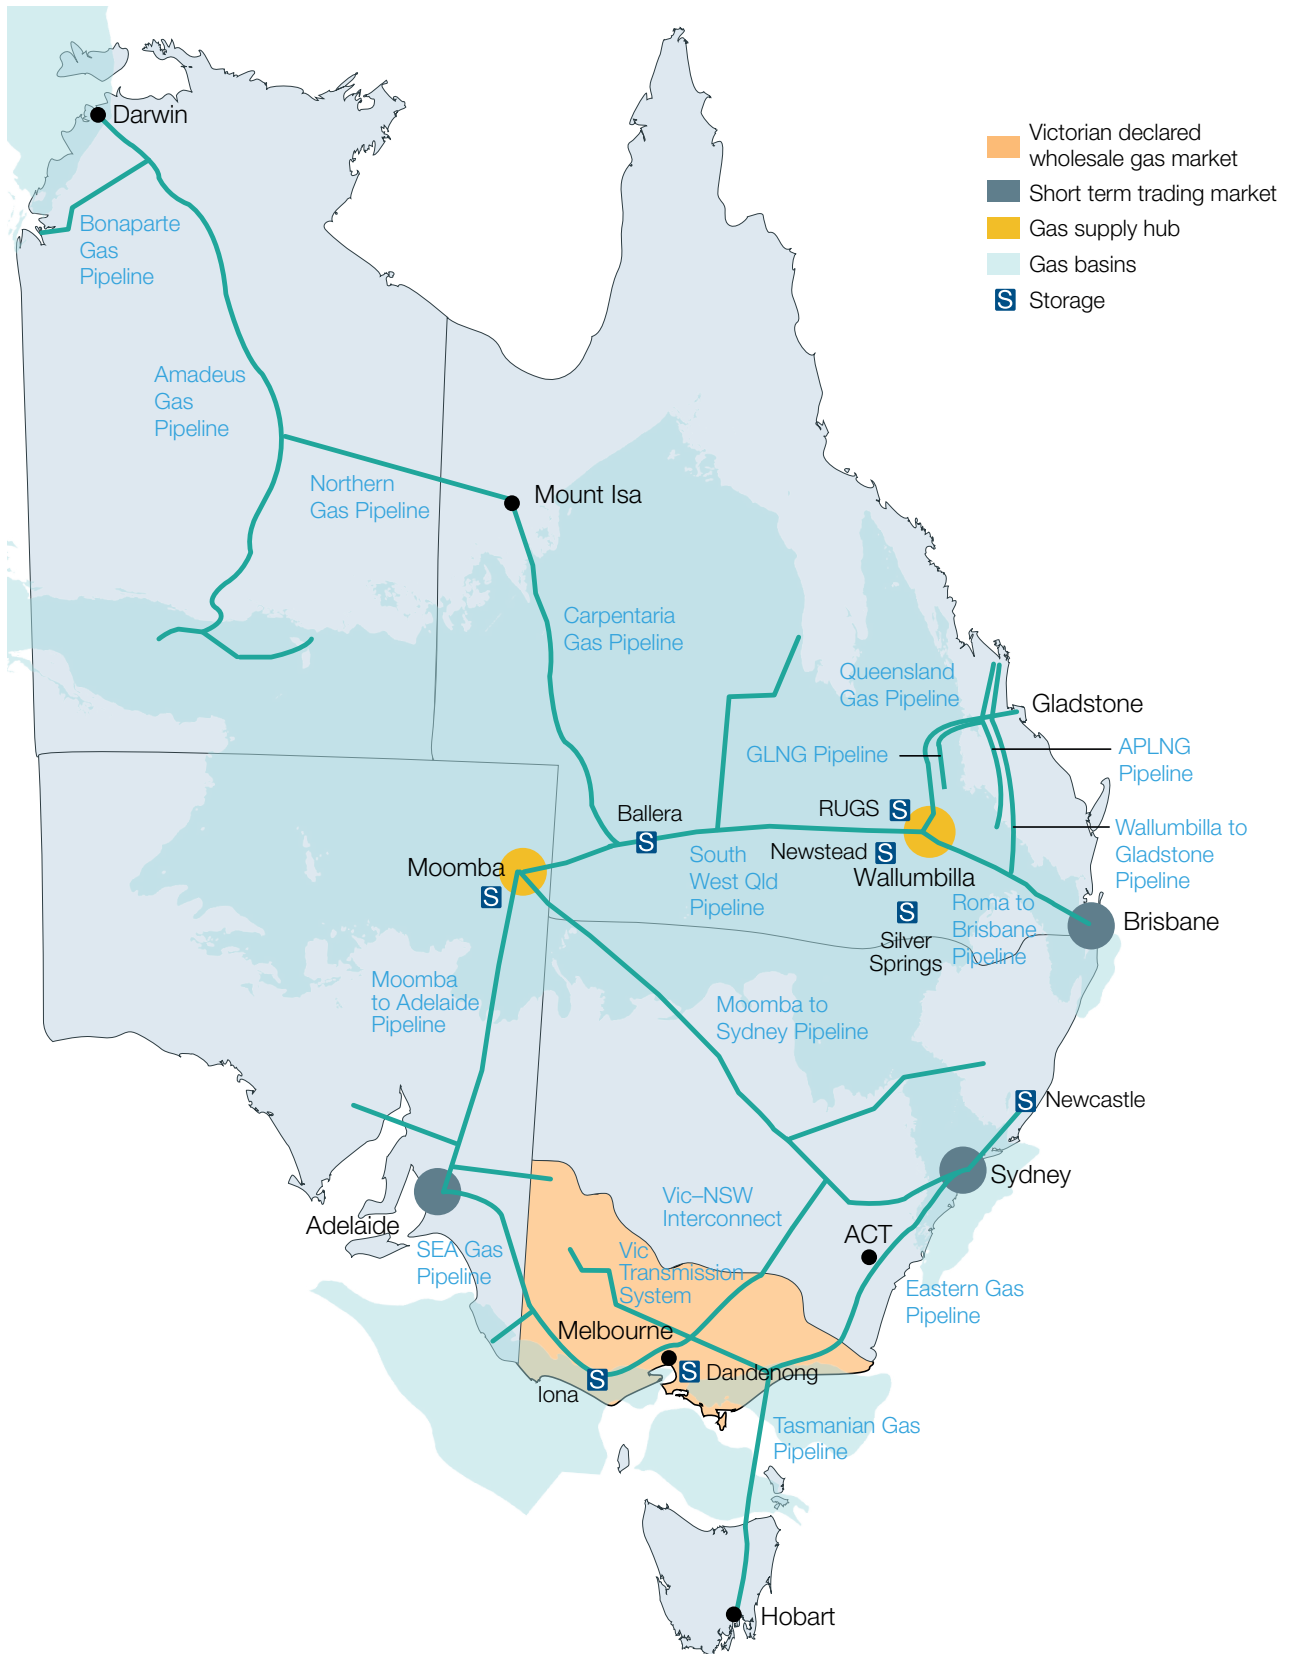 Darwin
Victorian declared
wholesale gas market
Short term trading market
Gas supply hub
Gas basins
S Storage
Bonaparte
Gas
Pipeline
Amadeus
Gas
Pipeline
Northern
Gas Pipeline
Mount Isa
Carpentaria
Gas Pipeline
Queensland
Gas Pipeline
Gladstone
GLNG Pipeline
APLNG
Pipeline
RUGS S
Ballera
S
Wallumbilla to
Gladstone
Pipeline
Newstead S
Wallumbilla
South
West Qld
Pipeline
Moomba
S
S
Silver
Springs
Roma to
Brisbane
Pipeline
Brisbane
Moomba
to Adelaide
Pipeline
Moomba to
Sydney Pipeline
S Newcastle
Sydney
Adelaide
Vic–NSW
Interconnect
ACT
SEA Gas
Pipeline
Vic
Transmission
System
Eastern Gas
Pipeline
Melbourne
S Dandenong
S
Iona
Tasmanian Gas
Pipeline
Hobart